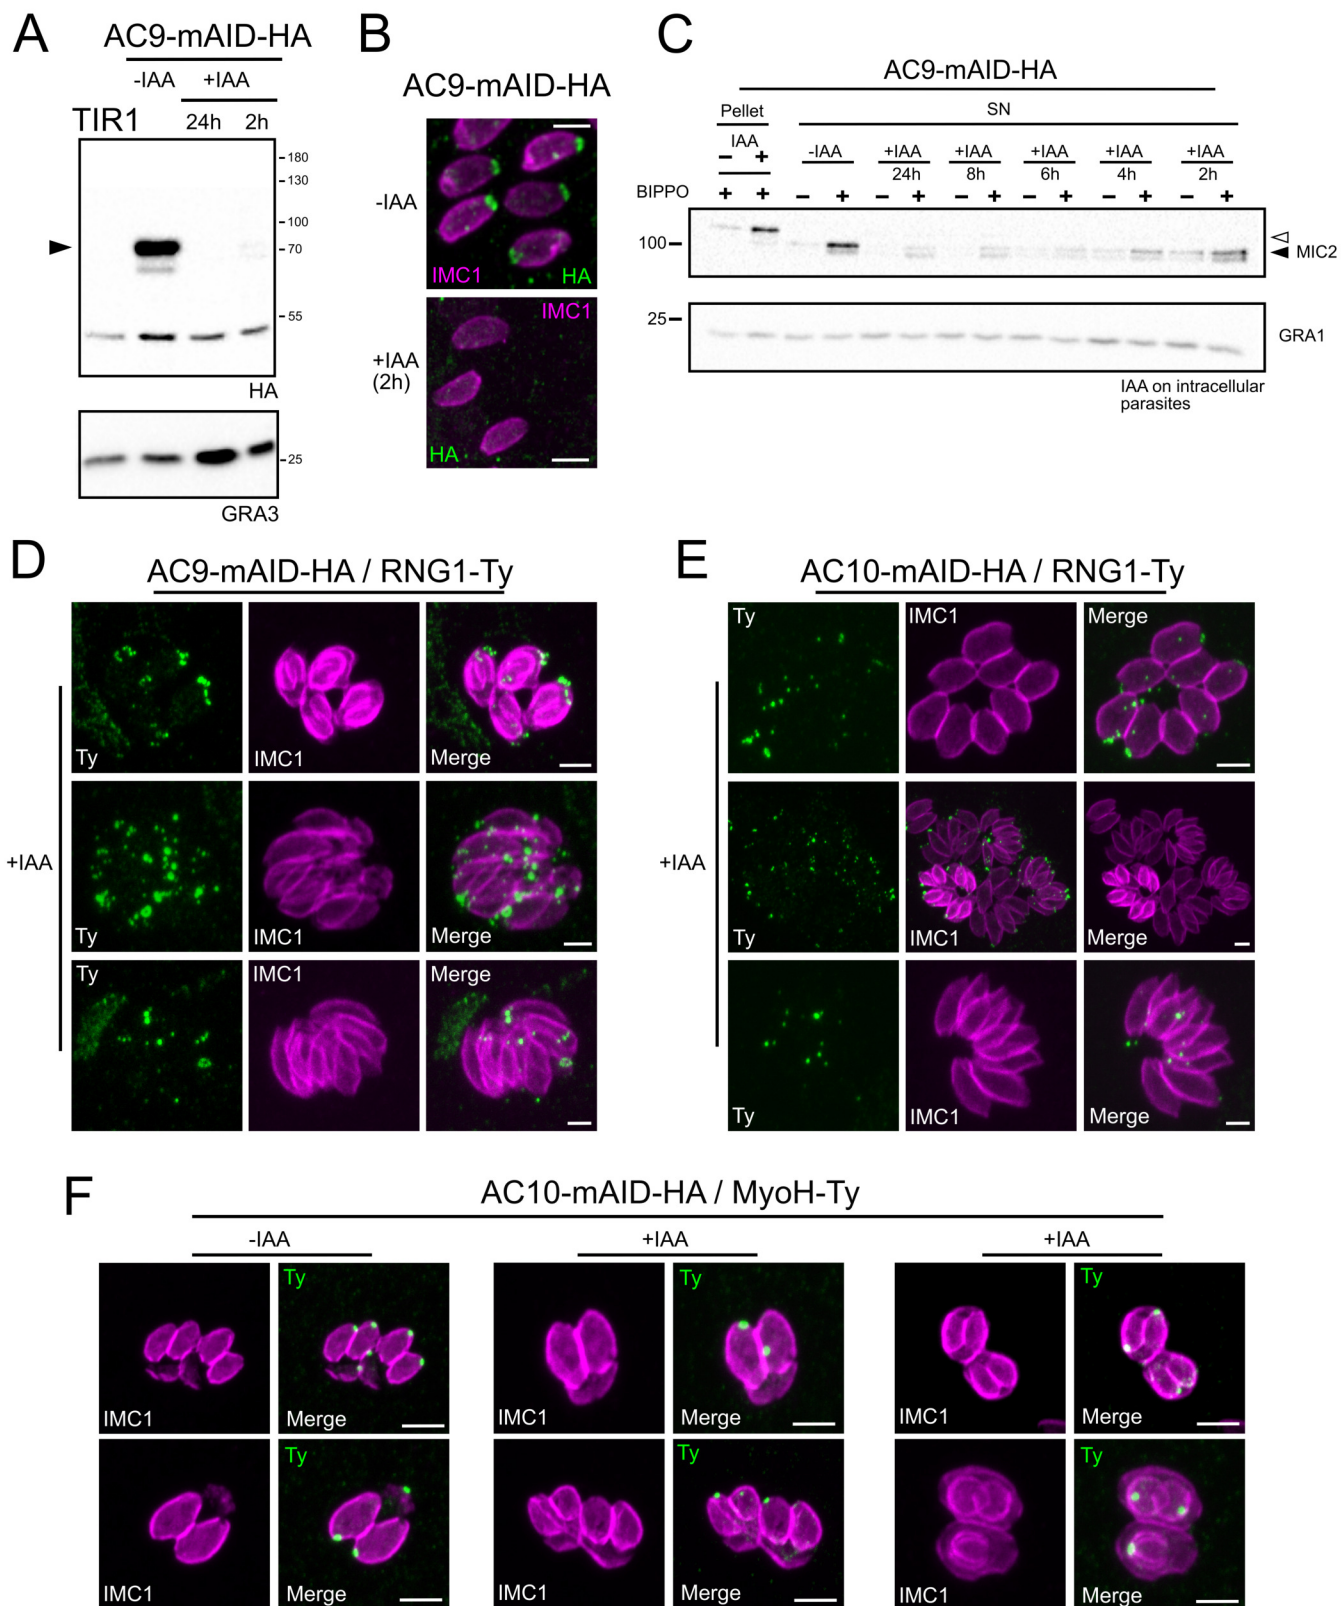 A
AC9-mAID-HA
-IAA +IAA
TIR1 24h 2h
180
130
100
70
55
HA
25
GRA3
B
AC9-mAID-HA
-IAA
IMC1 HA
+IAA
(2h)
IMC1
HA
C
AC9-mAID-HA
Pellet SN
IAA
- +
-IAA +IAA +IAA +IAA +IAA +IAA
24h 8h 6h 4h 2h
BIPPO + + - + - + - + - + - + - +
100
MIC2
25
GRA1
IAA on intracellular
parasites
D
AC9-mAID-HA / RNG1-Ty
+IAA
Ty IMC1 Merge
Ty IMC1 Merge
Ty IMC1 Merge
E
AC10-mAID-HA / RNG1-Ty
+IAA
Ty IMC1 Merge
Ty IMC1 Merge
Ty IMC1 Merge
F
AC10-mAID-HA / MyoH-Ty
-IAA +IAA +IAA
Ty Ty Ty
IMC1 Merge IMC1 Merge IMC1 Merge
Ty Ty Ty
IMC1 Merge IMC1 Merge IMC1 Merge